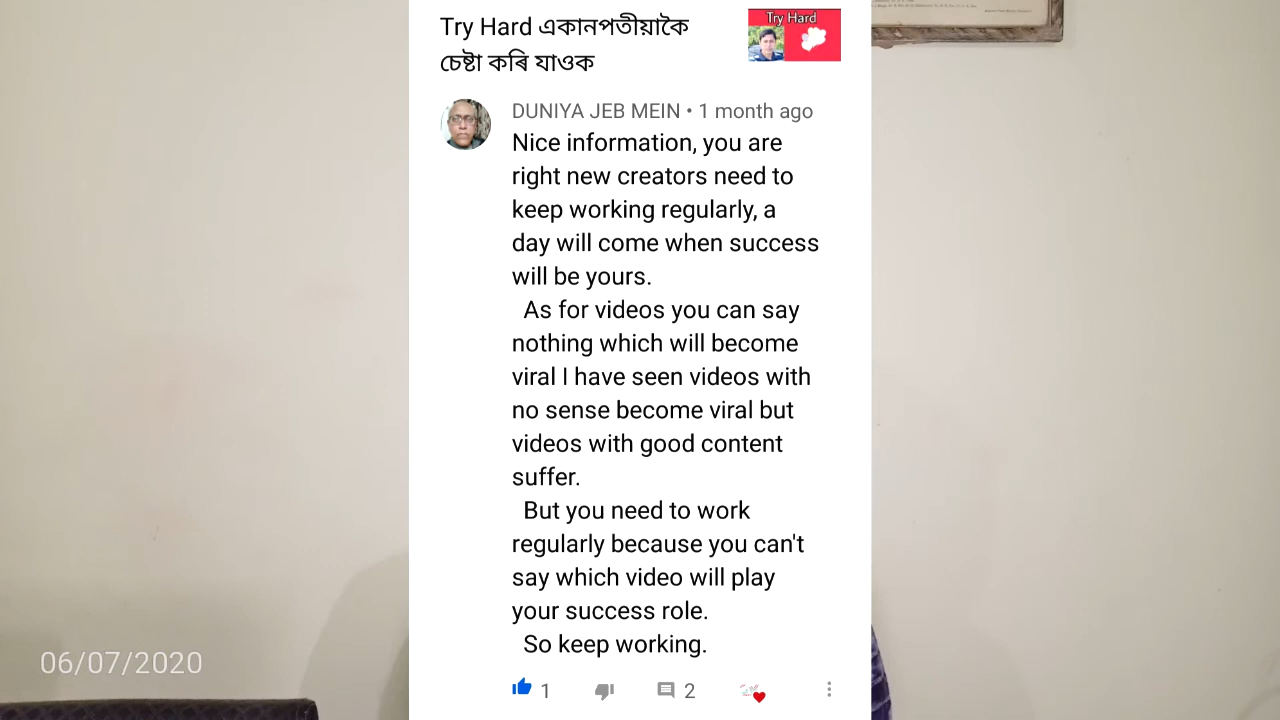 Try Hard একানপতীয়াকৈ
চেষ্টা কৰি যাওক
Try Hard
DUNIYA JEB MEIN • 1 month ago
Nice information, you are
right new creators need to
keep working regularly, a
day will come when success
will be yours.
As for videos you can say
nothing which will become
viral I have seen videos with
no sense become viral but
videos with good content
suffer.
But you need to work
regularly because you can't
say which video will play
your success role.
So keep working.
1
2
06/07/2020